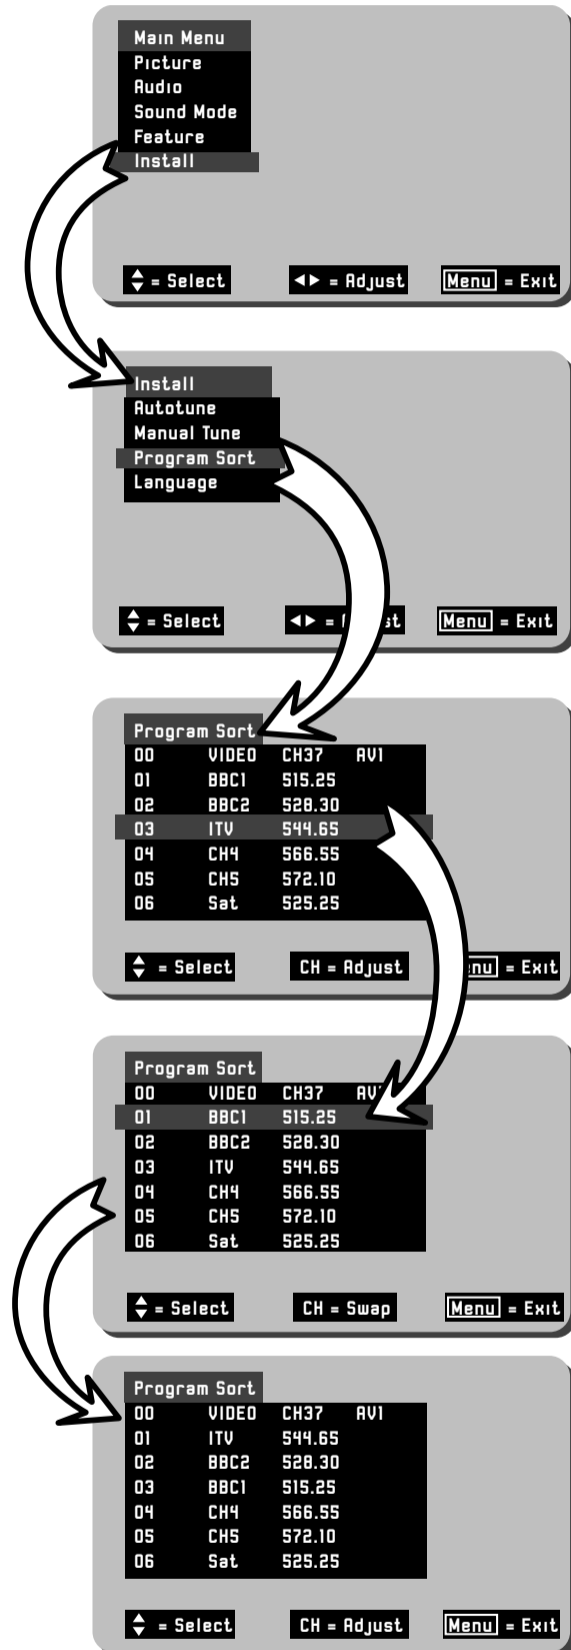 Main Menu
Picture
Audio
Sound Mode
Feature
Install
= Select ◄► = Adjust Menu = Exit
Install
Autotune
Manual Tune
Program Sort
Language
= Select ◄► = Menu = Exit
Program Sort
00 VIDEO CH37 AV1
01 BBC1 515.25
02 BBC2 528.30
03 ITV 544.65
04 CH4 566.55
05 CH5 572.10
06 Sat 525.25
= Select CH = Adjust = Exit
Program Sort
00 VIDEO CH37
01 BBC1 515.25
02 BBC2 528.30
03 ITV 544.65
04 CH4 566.55
05 CH5 572.10
06 Sat 525.25
= Select CH = Swap Menu = Exit
Program Sort
00 VIDEO CH37 AV1
01 ITV 544.65
02 BBC2 528.30
03 BBC1 515.25
04 CH4 566.55
05 CH5 572.10
06 Sat 525.25
= Select CH = Adjust Menu = Exit